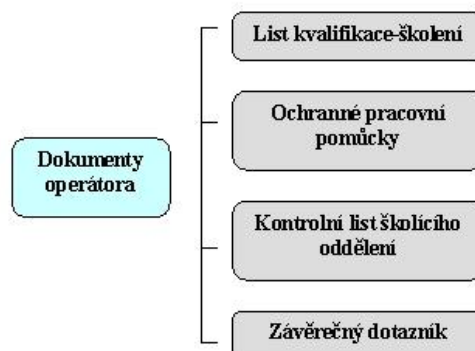 List kvalifikace-školení
Ochranné pracovní
pomůcky
Dokumenty
operátora
Kontrolní list školícího
oddělení
Závěrečný dotazník